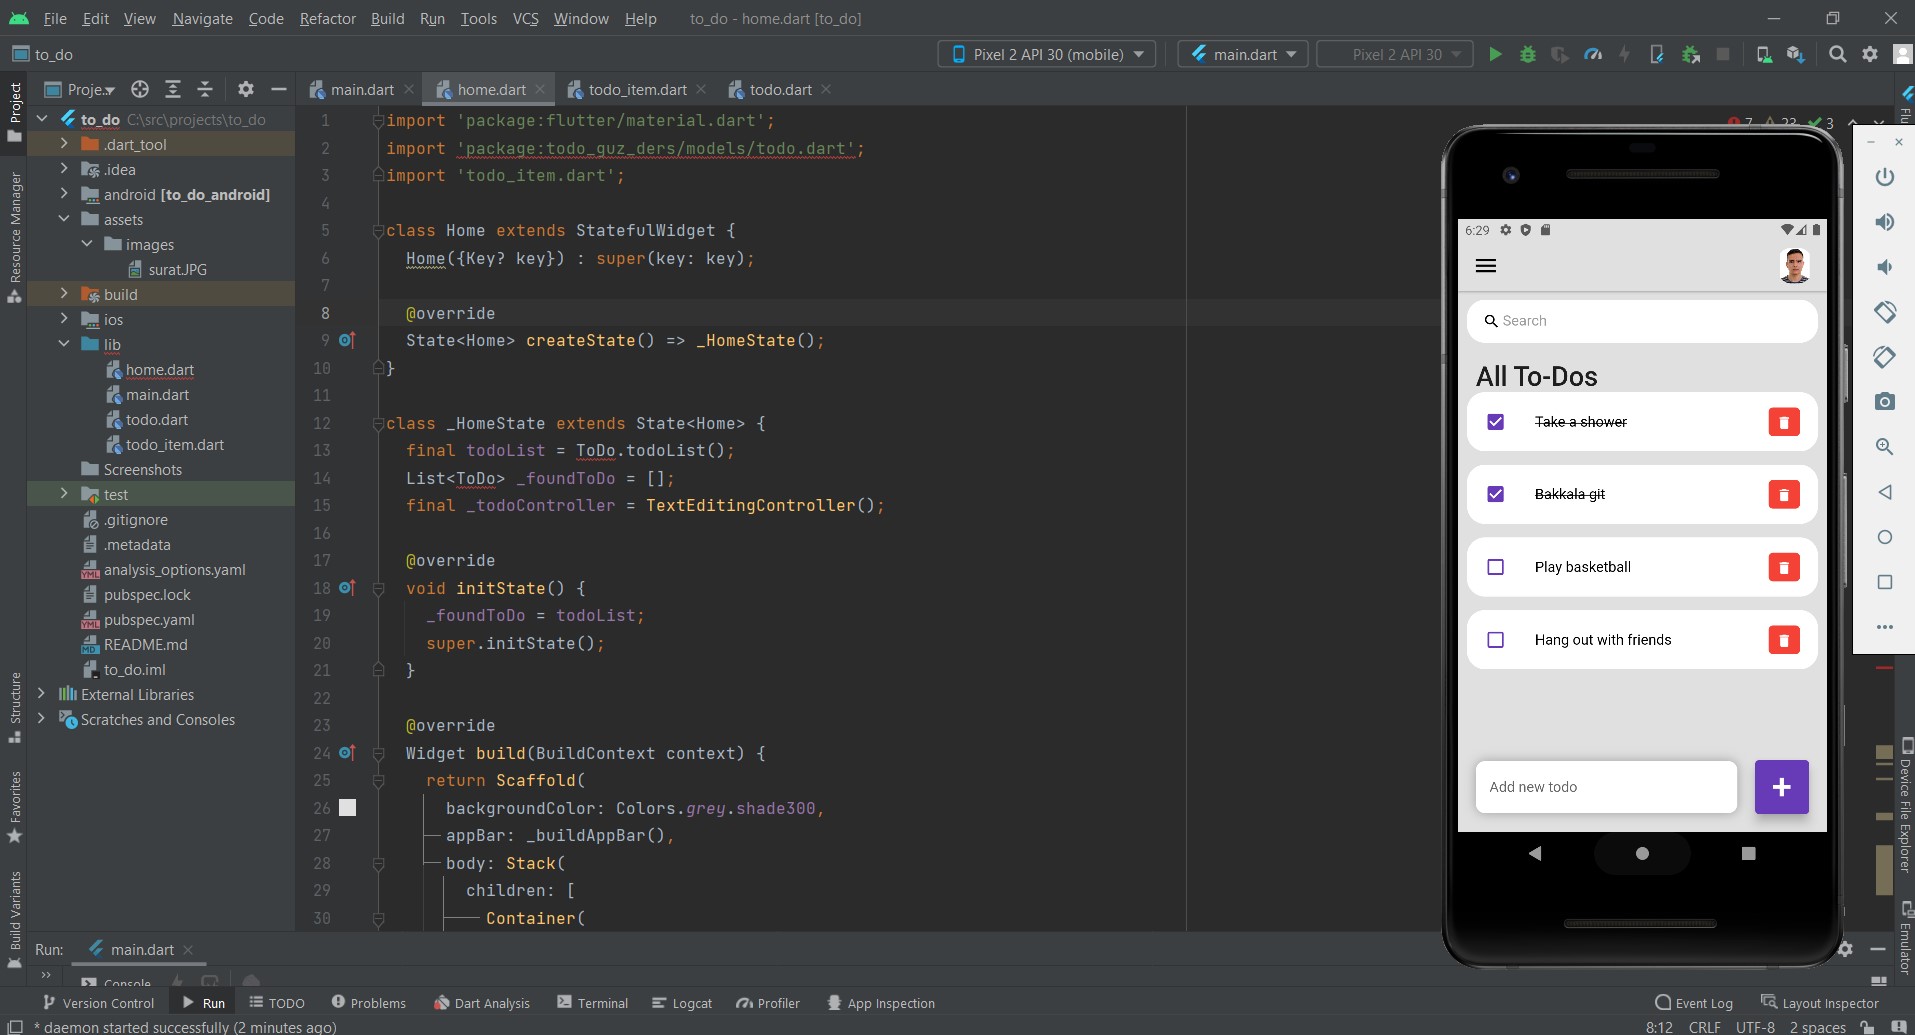 File Edit View Navigate Code Refactor Build Run Tools VCS Window Help to_do - home.dart [to_do]
to_do Pixel 2 API 30 (mobile) main.dart Pixel 2 API 30
Proje.. main.dart home.dart todo_item.dart todo.dart
Project
Resource Manager
Structure
Favorites
Build Variants
to_do C:\src\projects\to_do
.dart_tool
.idea
android [to_do_android]
assets
images
surat.JPG
build
ios
lib
home.dart
main.dart
todo.dart
todo_item.dart
Screenshots
test
.gitignore
.metadata
analysis_options.yaml
pubspec.lock
pubspec.yaml
README.md
to_do.iml
External Libraries
Scratches and Consoles
7 23 3
1 import 'package:flutter/material.dart';
2 import 'package:todo_guz_ders/models/todo.dart';
3 import 'todo_item.dart';
4
5 class Home extends StatefulWidget {
6 Home({Key? key}) : super(key: key);
7
8 @override
9 State<Home> createState() => _HomeState();
10 }
11
12 class _HomeState extends State<Home> {
13 final todoList = ToDo.todoList();
14 List<ToDo> _foundToDo = [];
15 final _todoController = TextEditingController();
16
17 @override
18 void initState() {
19 _foundToDo = todoList;
20 super.initState();
21 }
22
23 @override
24 Widget build(BuildContext context) {
25 return Scaffold(
26 backgroundColor: Colors.grey.shade300,
27 appBar: _buildAppBar(),
28 body: Stack(
29 children: [
30 Container(
6:29
Search
All To-Dos
Take a shower
Bakkala git
Play basketball
Hang out with friends
Add new todo
Device File Explorer
Emulator
Run: main.dart
Console
Version Control Run TODO Problems Dart Analysis Terminal Logcat Profiler App Inspection Event Log Layout Inspector
* daemon started successfully (2 minutes ago) 8:12 CRLF UTF-8 2 spaces